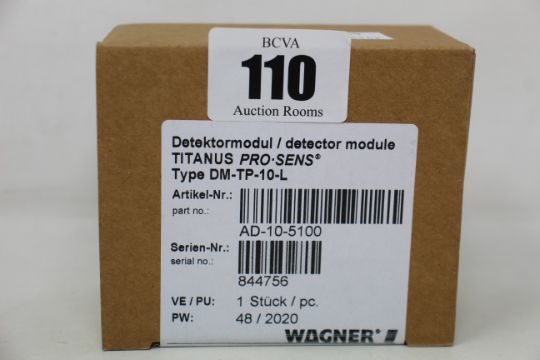 BCVA
110
Auction Rooms
Detektormodul / detector module
TITANUS PRO·SENS®
Type DM-TP-10-L
Artikel-Nr.:
part no.:
AD-10-5100
Serien-Nr.:
serial no.:
844756
VE / PU: 1 Stück / pc.
PW: 48 / 2020
WAGNER®